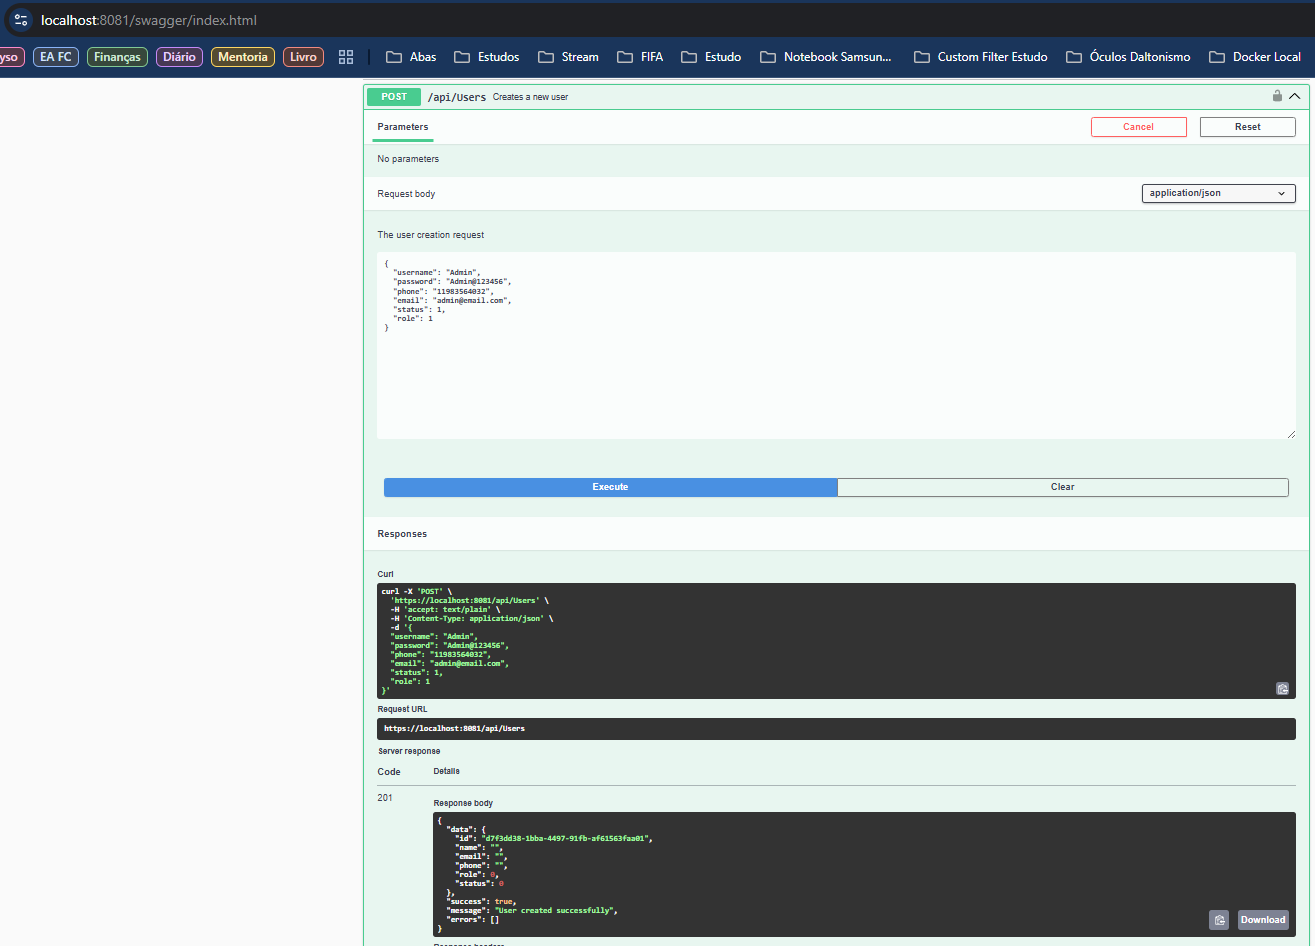 localhost:8081/swagger/index.html
yso EA FC Finanças Diário Mentoria Livro Abas Estudos Stream FIFA Estudo Notebook Samsun... Custom Filter Estudo Óculos Daltonismo Docker Local
POST /api/Users Creates a new user
Parameters Cancel Reset
No parameters
Request body application/json
The user creation request
{
"username": "Admin",
"password": "Admin@123456",
"phone": "11983564032",
"email": "admin@email.com",
"status": 1,
"role": 1
}
Execute Clear
Responses
Curl
curl -X 'POST' \
'https://localhost:8081/api/Users' \
-H 'accept: text/plain' \
-H 'Content-Type: application/json' \
-d '{
"username": "Admin",
"password": "Admin@123456",
"phone": "11983564032",
"email": "admin@email.com",
"status": 1,
"role": 1
}'
Request URL
https://localhost:8081/api/Users
Server response
Code Details
201
Response body
{
"data": {
"id": "d7f3dd38-1bba-4497-91fb-af61563faa01",
"name": "",
"email": "",
"phone": "",
"role": 0,
"status": 0
},
"success": true,
"message": "User created successfully",
"errors": []
}
Download
Response headers